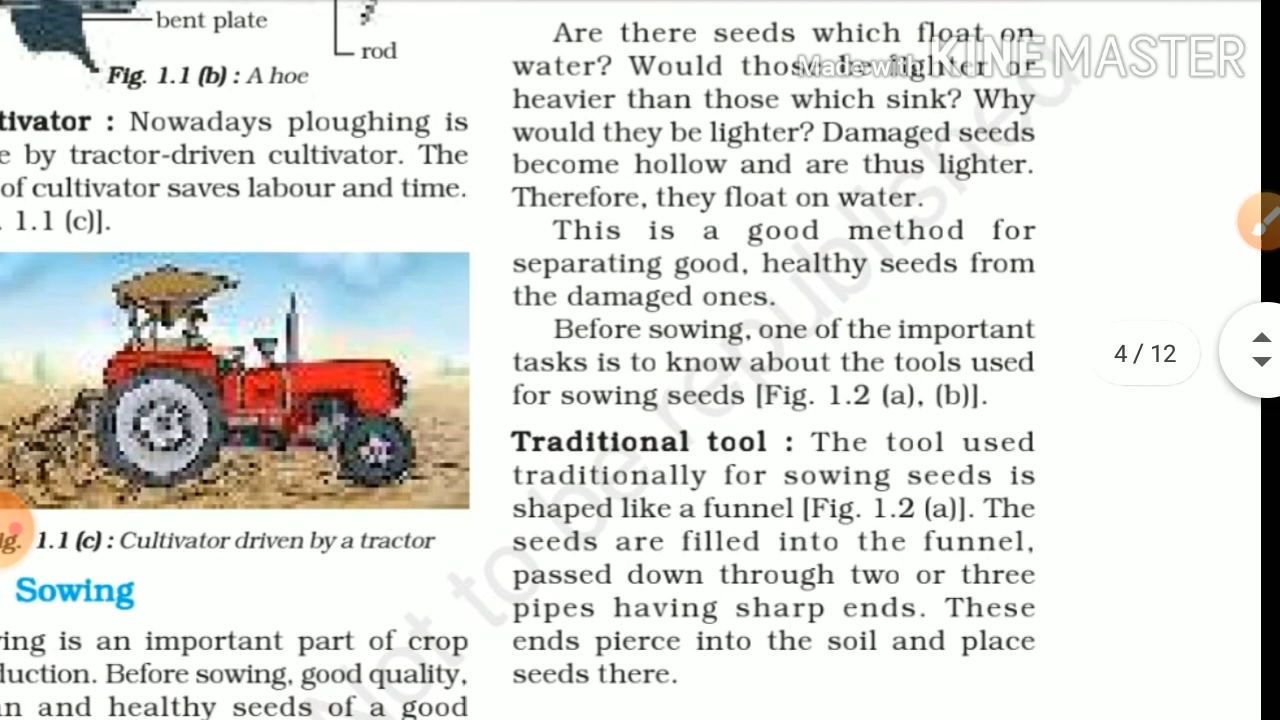 bent plate
rod
Fig. 1.1 (b) : A hoe
tivator : Nowadays ploughing is
e by tractor-driven cultivator. The
of cultivator saves labour and time.
1.1 (c)].
1.1 (c) : Cultivator driven by a tractor
Sowing
ing is an important part of crop
duction. Before sowing, good quality,
n and healthy seeds of a good
Are there seeds which float on
water? Would those be lighter or
heavier than those which sink? Why
would they be lighter? Damaged seeds
become hollow and are thus lighter.
Therefore, they float on water.
This is a good method for
separating good, healthy seeds from
the damaged ones.
Before sowing, one of the important
tasks is to know about the tools used
for sowing seeds [Fig. 1.2 (a), (b)].
Traditional tool : The tool used
traditionally for sowing seeds is
shaped like a funnel [Fig. 1.2 (a)]. The
seeds are filled into the funnel,
passed down through two or three
pipes having sharp ends. These
ends pierce into the soil and place
seeds there.
Made with KINEMASTER
4 / 12
Not to be republished